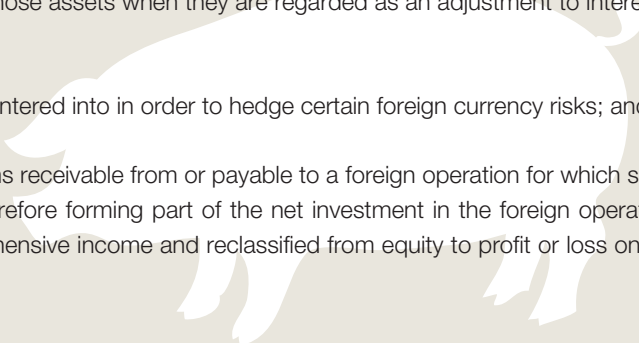 hose assets when they are regarded as an adjustment to intere
ntered into in order to hedge certain foreign currency risks; and
s receivable from or payable to a foreign operation for which s
refore forming part of the net investment in the foreign opera
hensive income and reclassified from equity to profit or loss on